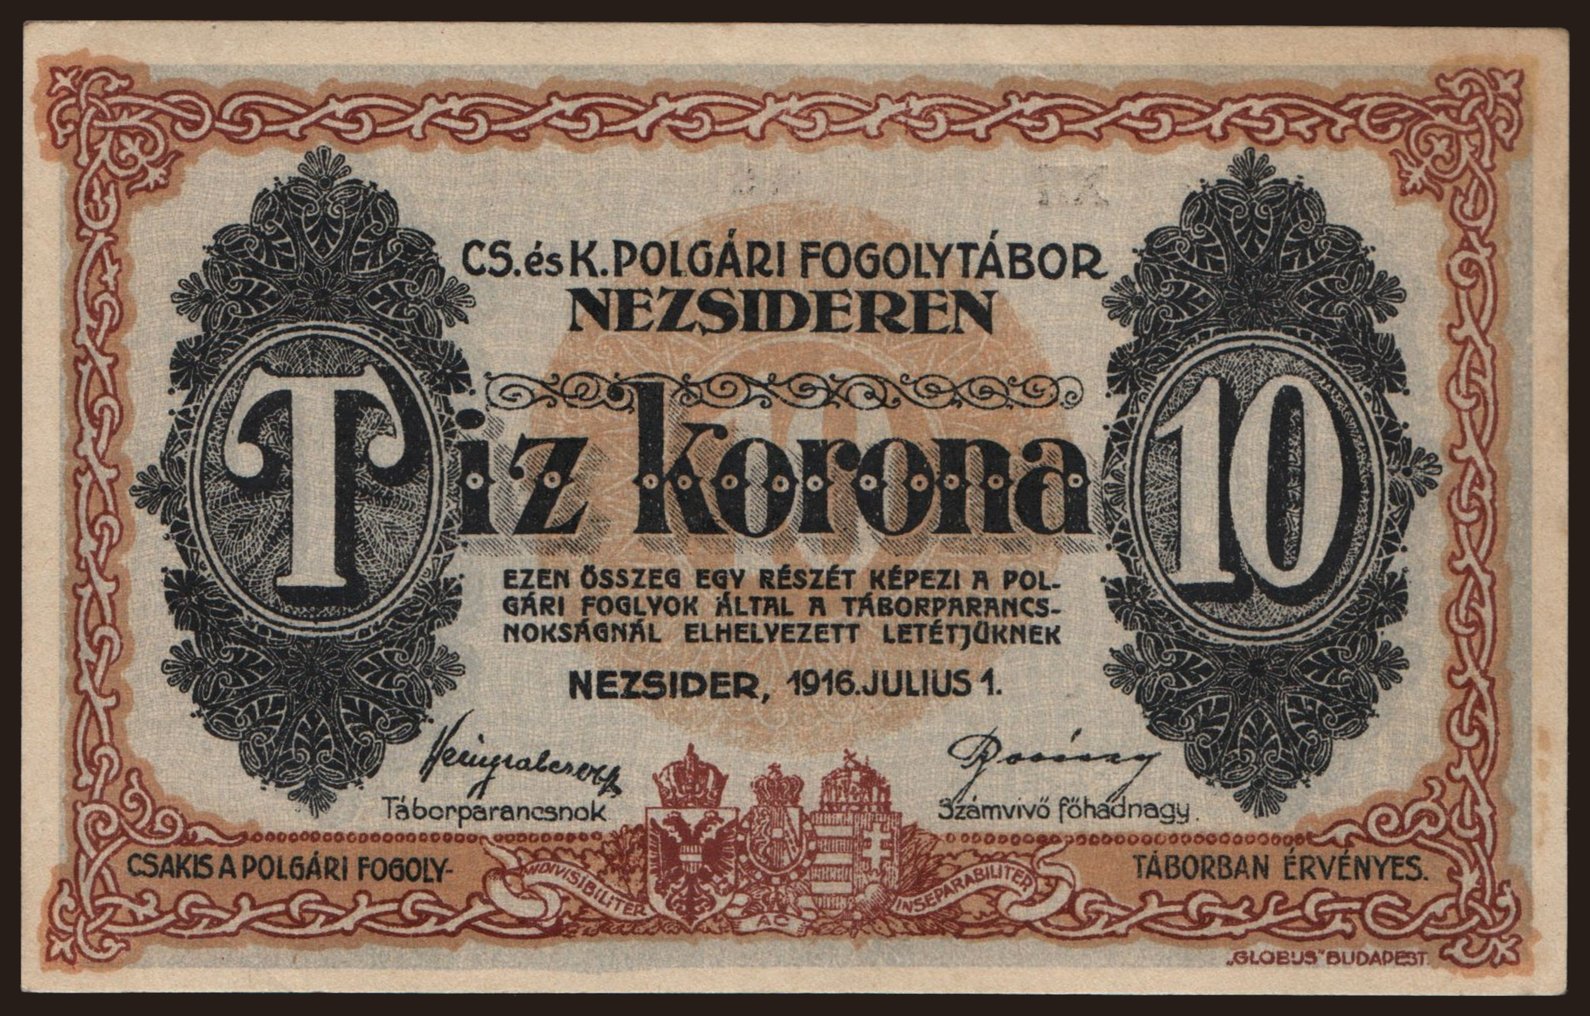 CS. és K. POLGÁRI FOGOLYTÁBOR
NEZSIDEREN
Tiz korona
10
EZEN ÖSSZEG EGY RÉSZÉT KÉPEZI A POL-
GÁRI FOGLYOK ÁLTAL A TÁBORPARANCS-
NOKSÁGNÁL ELHELYEZETT LETÉTJÜKNEK
NEZSIDER, 1916. JULIUS 1.
Táborparancsnok
Számvivő főhadnagy.
CSAKIS A POLGÁRI FOGOLY-
TÁBORBAN ÉRVÉNYES.
INDIVISIBILITER
AC
INSEPARABILITER
„GLOBUS" BUDAPEST.